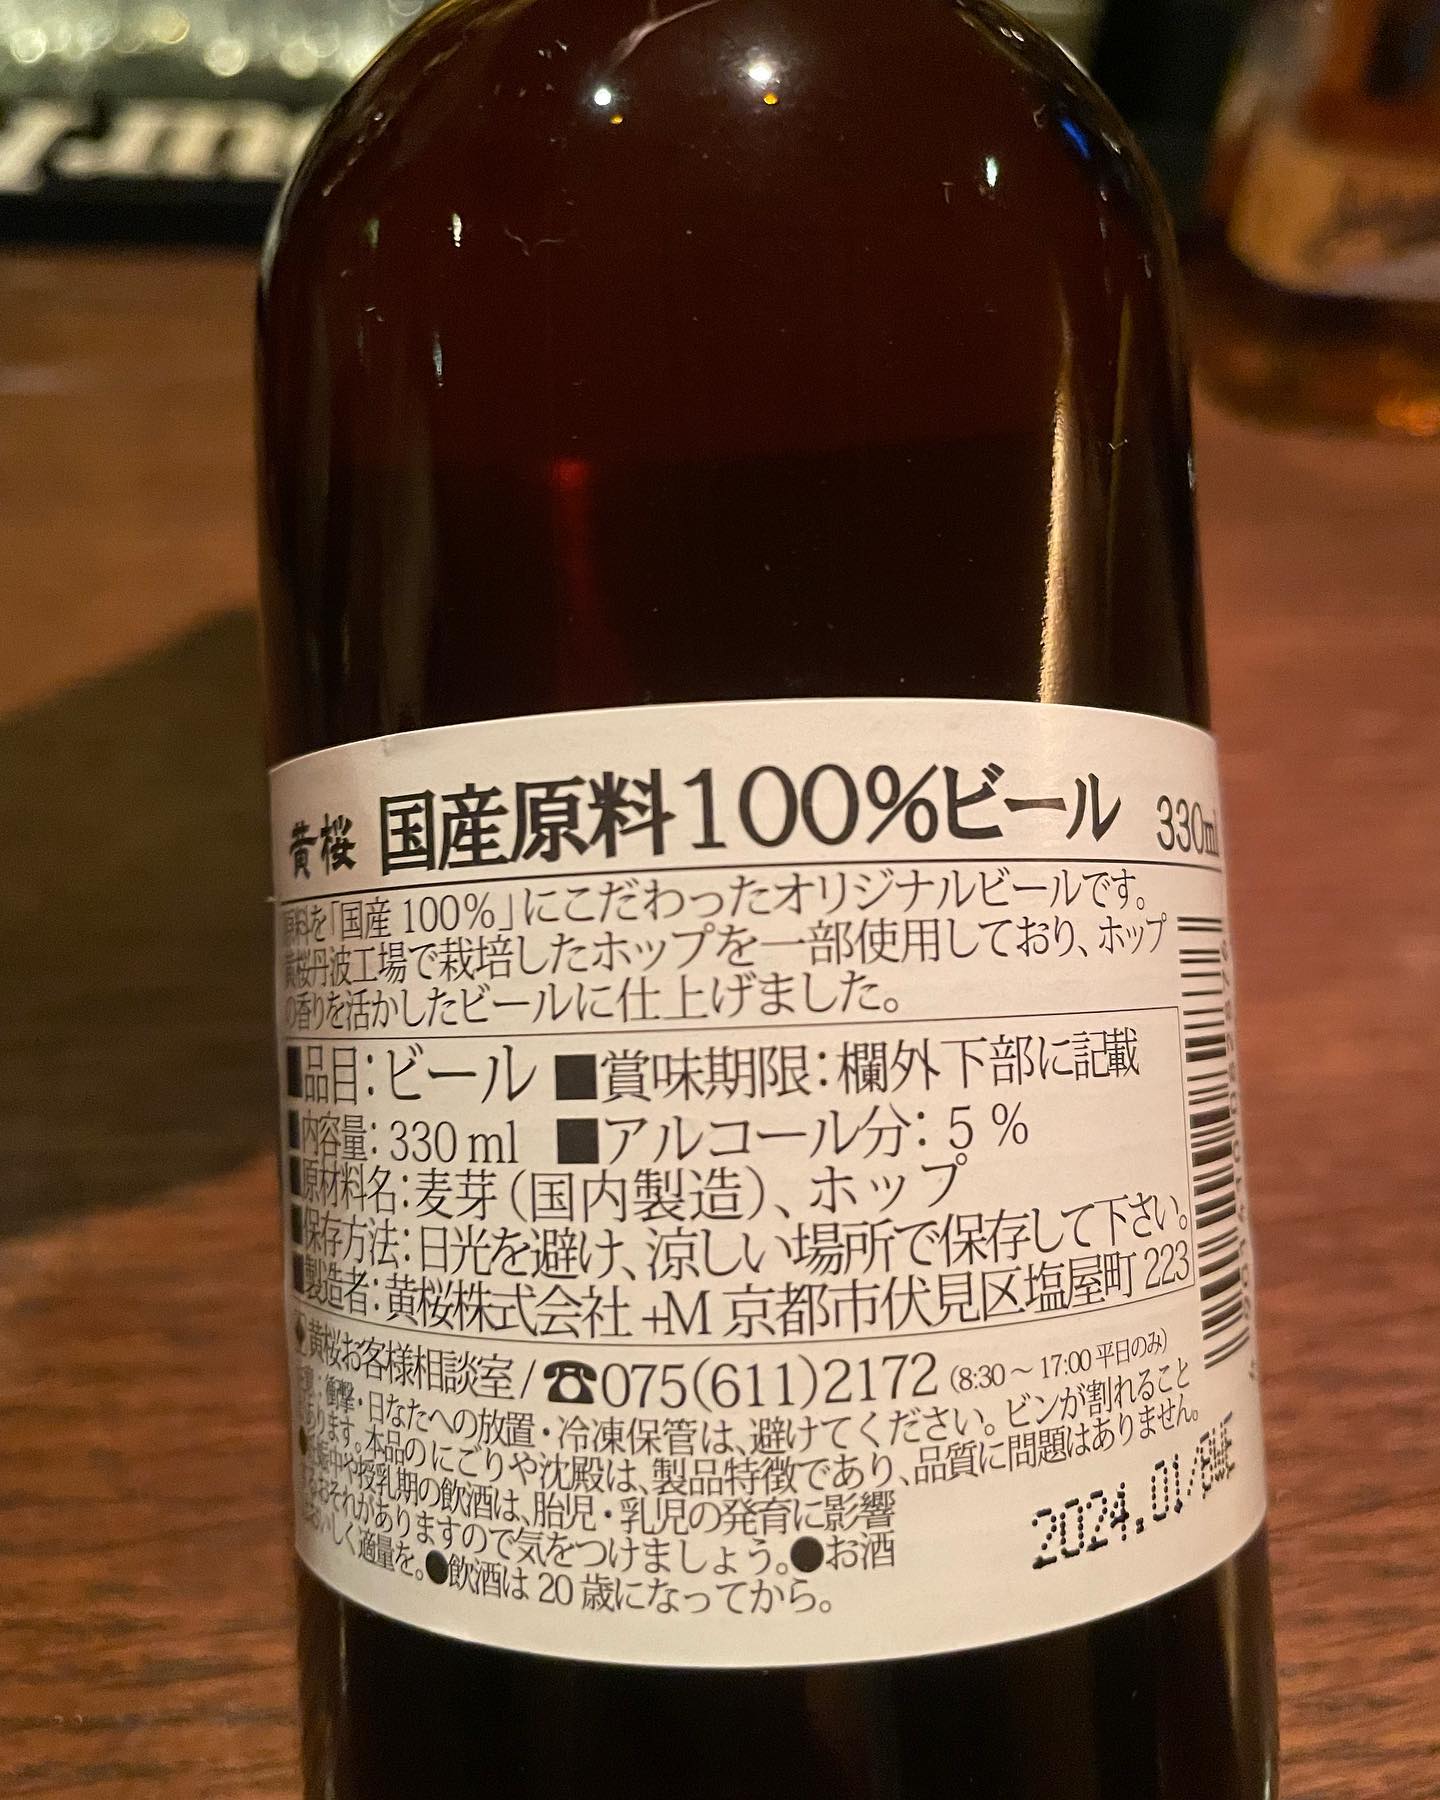 黄桜 国産原料100%ビール 330ml
原料を「国産 100%」にこだわったオリジナルビールです。
黄桜丹波工場で栽培したホップを一部使用しており、ホップ
の香りを活かしたビールに仕上げました。
■品目：ビール ■賞味期限：欄外下部に記載
■内容量：330 ml ■アルコール分：5 %
■原材料名：麦芽（国内製造）、ホップ
■保存方法：日光を避け、涼しい場所で保存して下さい。
■製造者：黄桜株式会社 +M 京都市伏見区塩屋町 223
黄桜お客様相談室/☎075(611)2172 (8:30～17:00 平日のみ)
：衝撃・日なたへの放置・冷凍保管は、避けてください。ビンが割れること
あります。本品のにごりや沈殿は、製品特徴であり、品質に問題はありません。
●妊娠中や授乳期の飲酒は、胎児・乳児の発育に影響
するおそれがありますので気をつけましょう。●お酒
はおいしく適量を。●飲酒は 20 歳になってから。
2024.01/